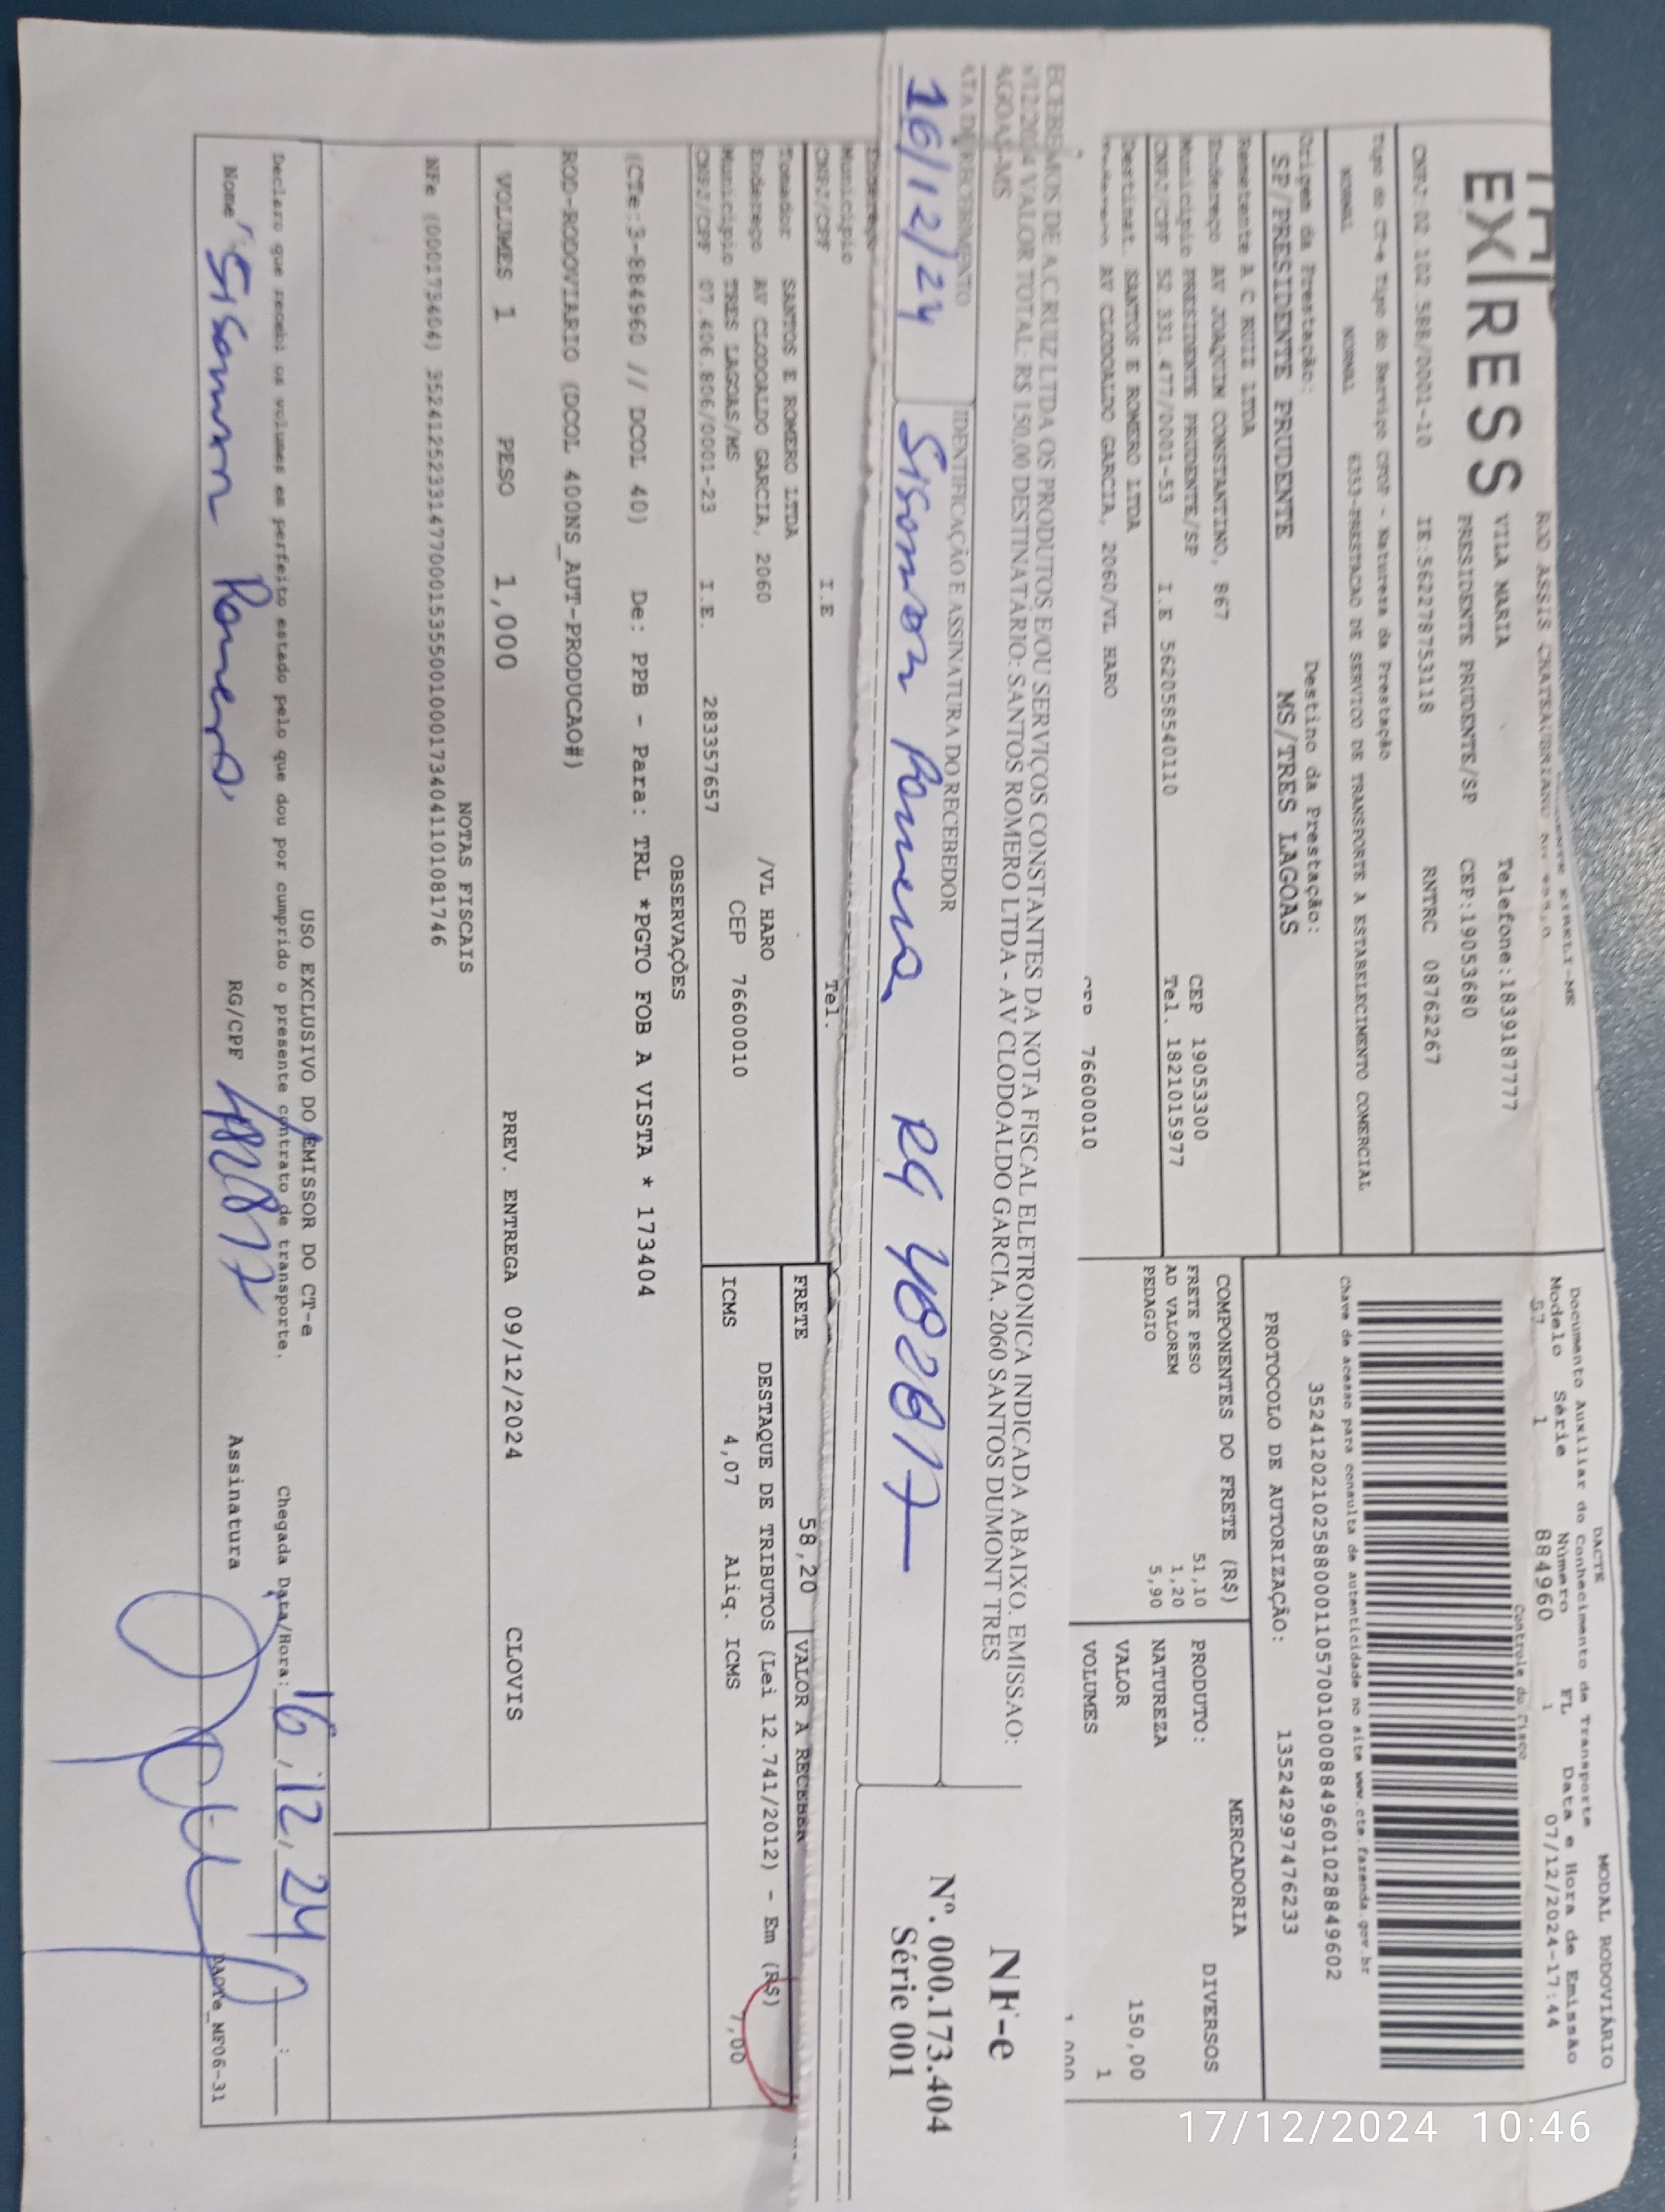 EXPRESS
VILA MARIA Telefone:1839187777
PRESIDENTE PRUDENTE/SP CEP:19053680
CNPJ:02.102.588/0001-10 IE:562278753118 RNTRC 08762267
DACTE MODAL RODOVIÁRIO
Documento Auxiliar do Conhecimento de Transporte
Modelo Série Número FL Data e Hora de Emissão
57 1 884960 1 07/12/2024-17:44
Controle do Fisco
Tipo do CT-e Tipo do Serviço CFOP - Natureza da Prestação
NORMAL NORMAL 6353-PRESTACAO DE SERVICO DE TRANSPORTE A ESTABELECIMENTO COMERCIAL
Chave de acesso para consulta de autenticidade no site www.cte.fazenda.gov.br
35241202102588000110570010008849601028849602
Origem da Prestação: Destino da Prestação:
SP/PRESIDENTE PRUDENTE MS/TRES LAGOAS
PROTOCOLO DE AUTORIZAÇÃO: 135242997476233
Remetente A C RUIZ LTDA
Endereço AV JOAQUIM CONSTANTINO, 867
Município PRESIDENTE PRUDENTE/SP CEP 19053300
CNPJ/CPF 52.331.477/0001-53 I.E 562058540110 Tel. 1821015977
Destinat. SANTOS E ROMERO LTDA
AV CLODOALDO GARCIA, 2060/VL HARO CEP 76600010
COMPONENTES DO FRETE (R$)
FRETE PESO 51,10
AD VALOREM 1,20
PEDAGIO 5,90
MERCADORIA
PRODUTO: DIVERSOS
NATUREZA
VALOR 150,00
VOLUMES 1
ECEBEMOS DE A.C RUIZ LTDA OS PRODUTOS E/OU SERVIÇOS CONSTANTES DA NOTA FISCAL ELETRONICA INDICADA ABAIXO. EMISSAO:
/12/2024 VALOR TOTAL: R$ 150,00 DESTINATÁRIO: SANTOS ROMERO LTDA - AV CLODOALDO GARCIA, 2060 SANTOS DUMONT TRES
AGOAS-MS
ATA DE RECEBIMENTO IDENTIFICAÇÃO E ASSINATURA DO RECEBEDOR
16/12/24 Sisoman Romero RG 482817
NF-e
Nº. 000.173.404
Série 001
Município
CNPJ/CPF I.E Tel.
Tomador SANTOS E ROMERO LTDA
Endereço AV CLODOALDO GARCIA, 2060 /VL HARO
Município TRES LAGOAS/MS CEP 76600010
CNPJ/CPF 07.406.806/0001-23 I.E. 283357657
FRETE 58,20 VALOR A RECEBER
DESTAQUE DE TRIBUTOS (Lei 12.741/2012) - Em (R$)
ICMS 4,07 Aliq. ICMS 7,00
OBSERVAÇÕES
(CTe:3-884960 // DCOL 40) De: PPB - Para: TRL *PGTO FOB A VISTA * 173404
ROD-RODOVIARIO (DCOL 400NS_AUT-PRODUCAO#)
VOLUMES 1 PESO 1,000 PREV. ENTREGA 09/12/2024 CLOVIS
NOTAS FISCAIS
NFe (000173404) 35241252331477000153550010001734041101081746
USO EXCLUSIVO DO EMISSOR DO CT-e
Declaro que recebi os volumes em perfeito estado pelo que dou por cumprido o presente contrato de transporte. Chegada Data/Hora: 16/12/24 __:__
Nome Sisoman Romero RG/CPF 482817 Assinatura
DACTe_MF06-31
17/12/2024 10:46